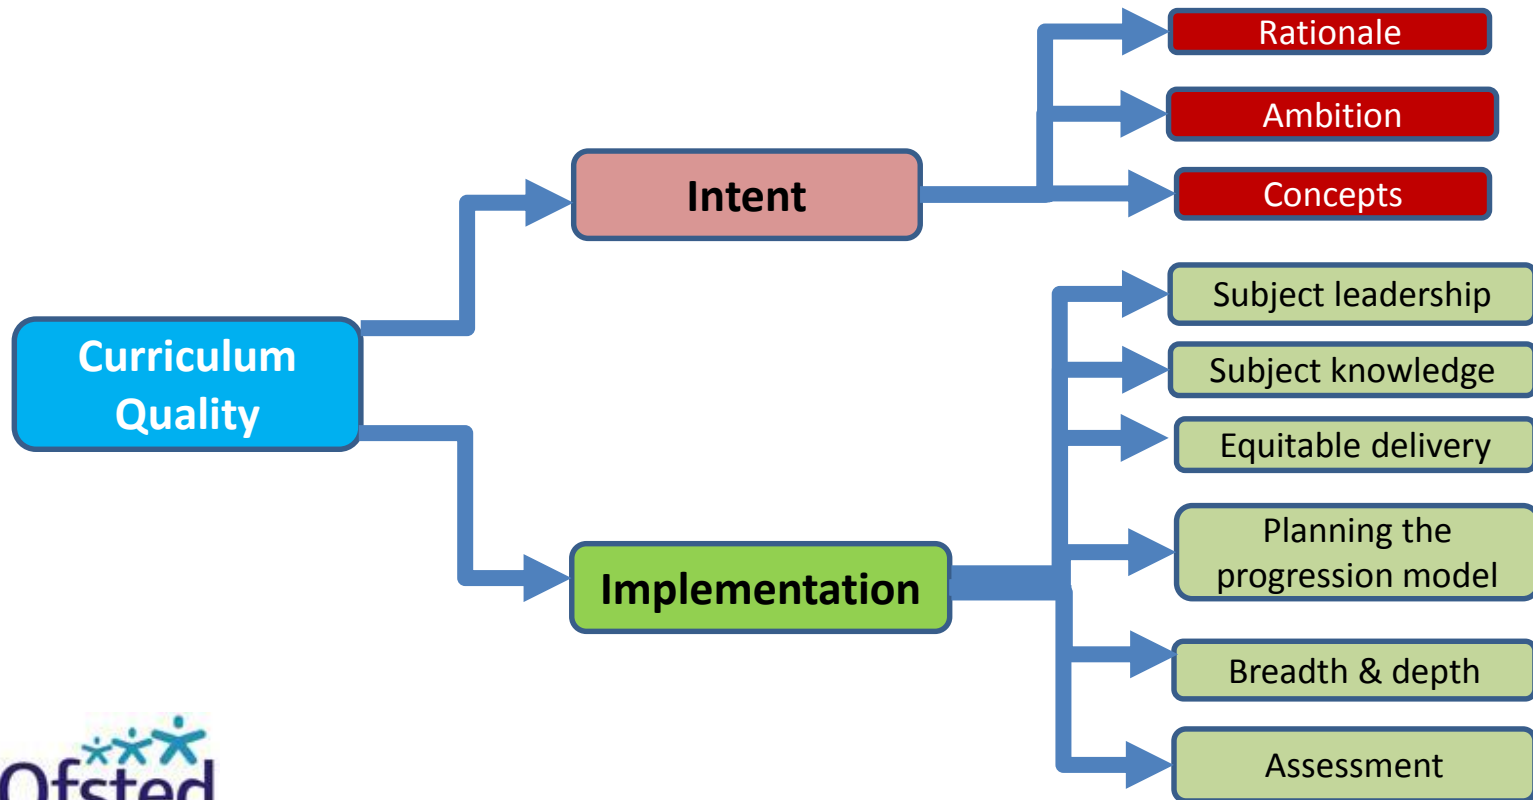 Rationale
Ambition
Intent
Concepts
Subject leadership
Curriculum
Quality
Subject knowledge
Equitable delivery
Planning the
progression model
Implementation
Breadth & depth
Assessment
Ofsted